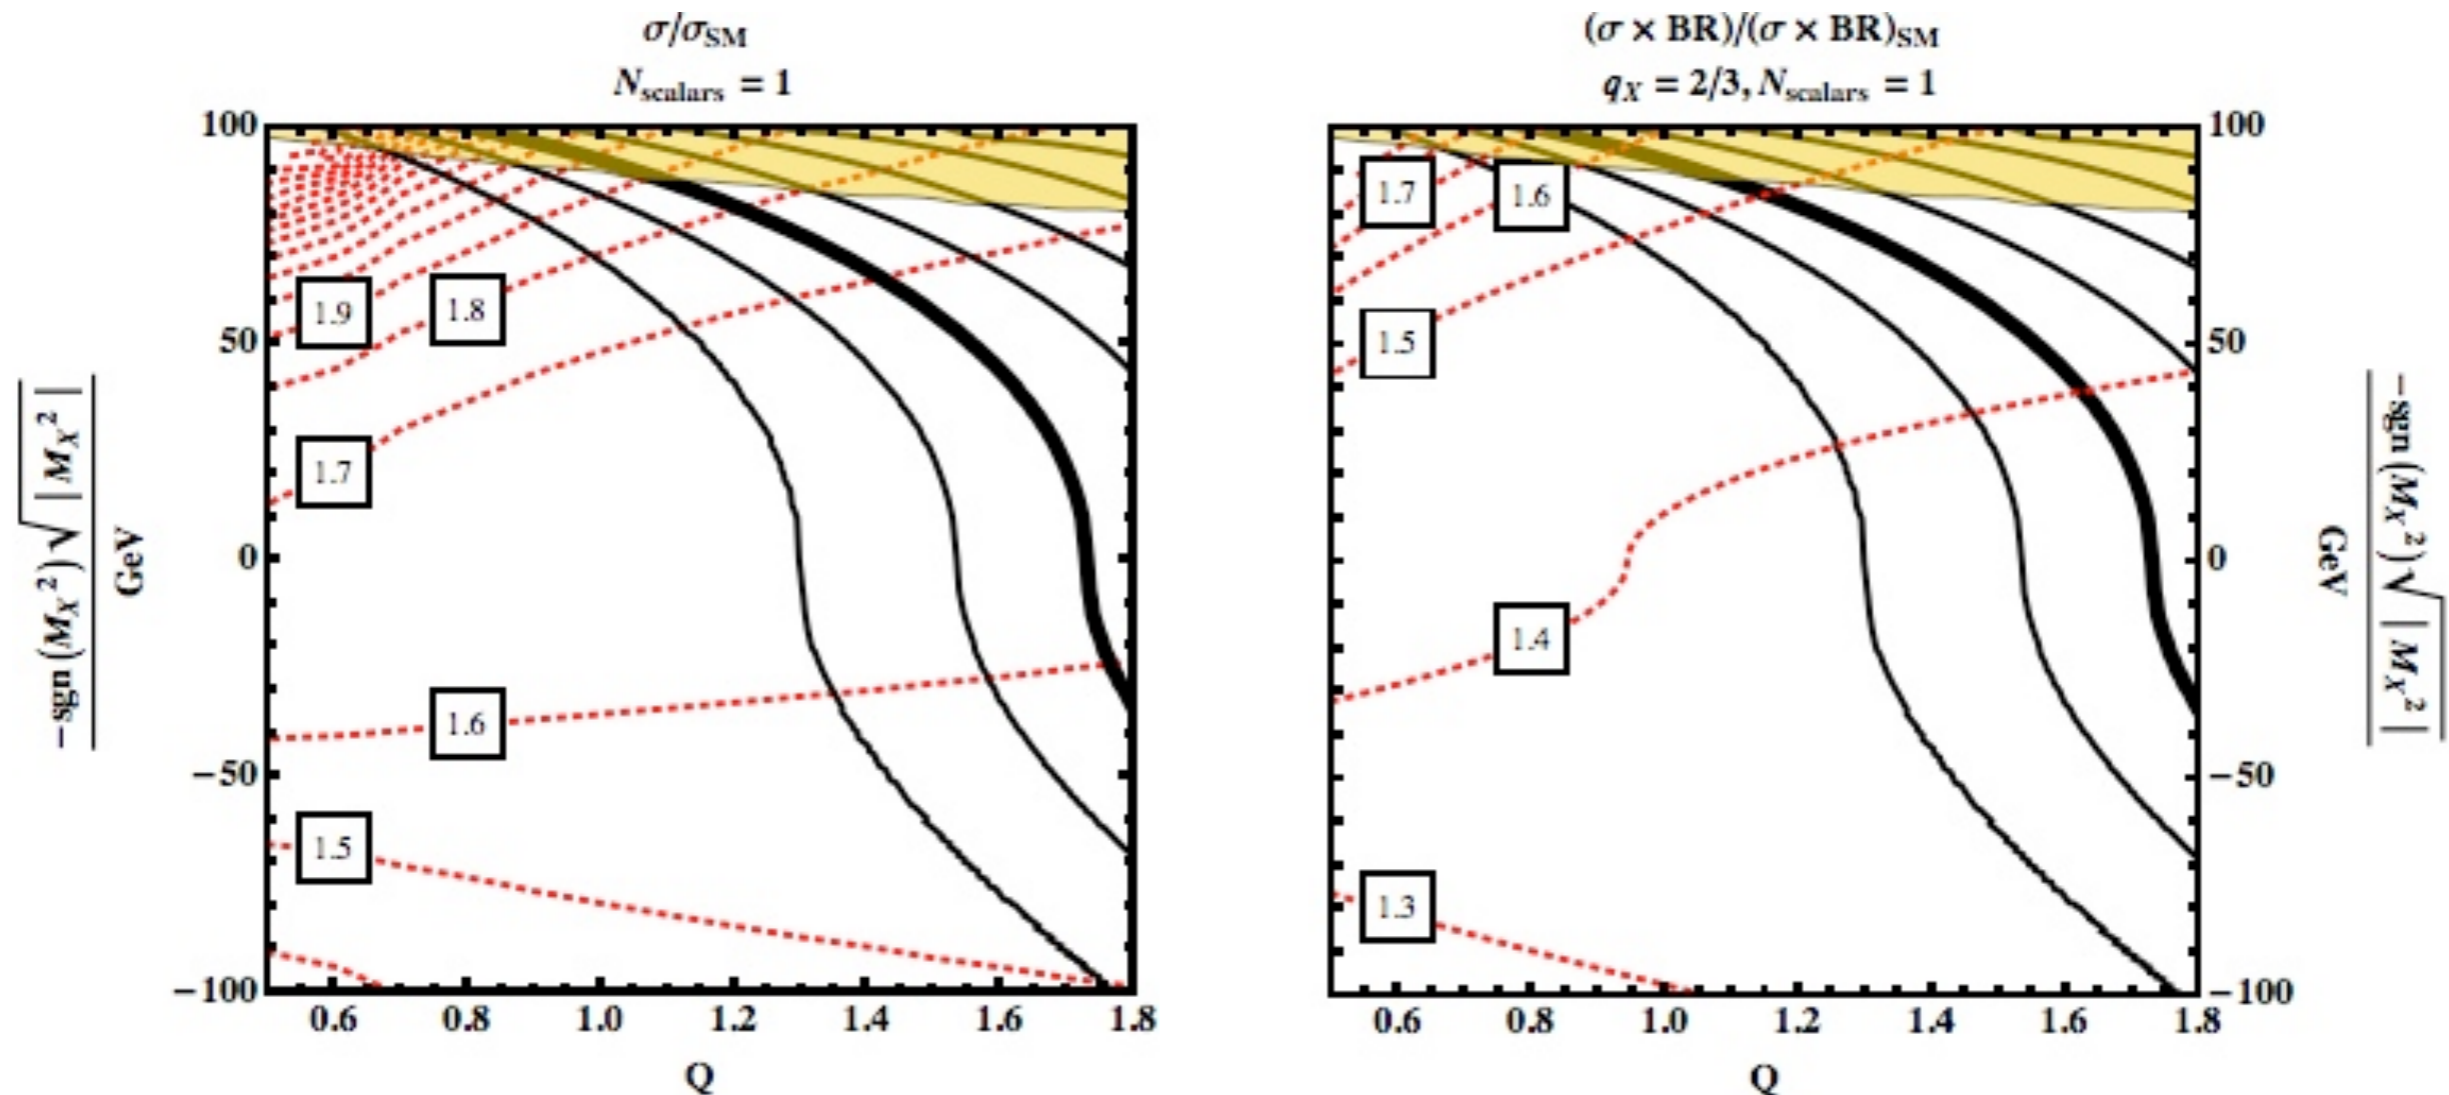 σ/σSM
Nscalars = 1
100
50
0
−50
−100
−sgn(MX²)√|MX²|
GeV
1.9
1.8
1.7
1.6
1.5
0.6 0.8 1.0 1.2 1.4 1.6 1.8
Q
(σ × BR)/(σ × BR)SM
qX = 2/3, Nscalars = 1
1.7
1.6
1.5
1.4
1.3
100
50
0
−50
−100
−sgn(MX²)√|MX²|
GeV
0.6 0.8 1.0 1.2 1.4 1.6 1.8
Q